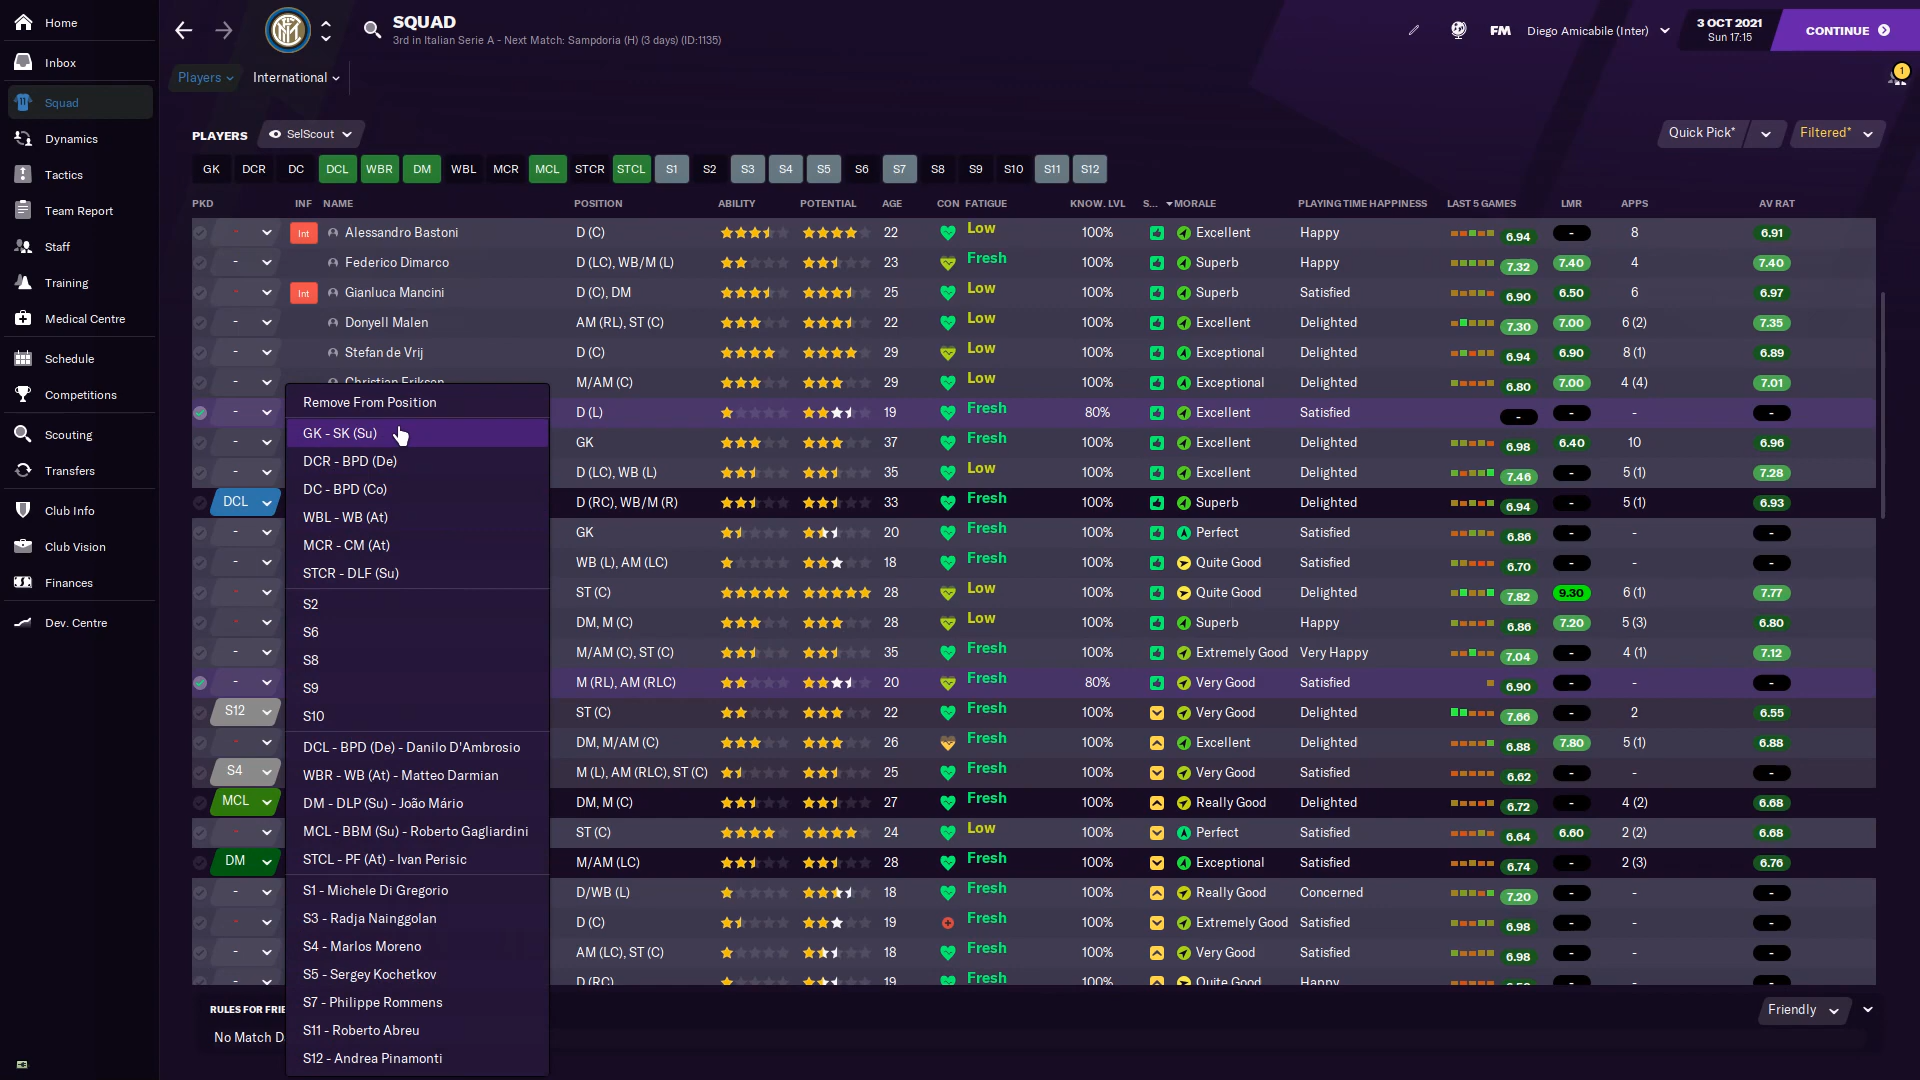 Home
Inbox
Squad
Dynamics
Tactics
Team Report
Staff
Training
Medical Centre
Schedule
Competitions
Scouting
Transfers
Club Info
Club Vision
Finances
Dev. Centre
SQUAD
3rd in Italian Serie A - Next Match: Sampdoria (H) (3 days) (ID:1135)
FM Diego Amicabile (Inter)
3 OCT 2021
Sun 17:15
CONTINUE
Players International
1
PLAYERS SelScout Quick Pick* Filtered*
GK DCR DC DCL WBR DM WBL MCR MCL STCR STCL S1 S2 S3 S4 S5 S6 S7 S8 S9 S10 S11 S12
PKD INF NAME POSITION ABILITY POTENTIAL AGE CON FATIGUE KNOW. LVL S... MORALE PLAYING TIME HAPPINESS LAST 5 GAMES LMR APPS AV RAT
- Int Alessandro Bastoni D (C) 22 Low 100% Excellent Happy 6.94 - 8 6.91
- Federico Dimarco D (LC), WB/M (L) 23 Fresh 100% Superb Happy 7.32 7.40 4 7.40
- Int Gianluca Mancini D (C), DM 25 Low 100% Superb Satisfied 6.90 6.50 6 6.97
- Donyell Malen AM (RL), ST (C) 22 Low 100% Excellent Delighted 7.30 7.00 6 (2) 7.35
- Stefan de Vrij D (C) 29 Low 100% Exceptional Delighted 6.94 6.90 8 (1) 6.89
- Christian Eriksen M/AM (C) 29 Low 100% Exceptional Delighted 6.80 7.00 4 (4) 7.01
- D (L) 19 Fresh 80% Excellent Satisfied - - - -
- GK 37 Fresh 100% Excellent Delighted 6.98 6.40 10 6.96
- D (LC), WB (L) 35 Low 100% Excellent Delighted 7.46 - 5 (1) 7.28
DCL D (RC), WB/M (R) 33 Fresh 100% Superb Delighted 6.94 - 5 (1) 6.93
- GK 20 Fresh 100% Perfect Satisfied 6.86 - - -
- WB (L), AM (LC) 18 Fresh 100% Quite Good Satisfied 6.70 - - -
- ST (C) 28 Low 100% Quite Good Delighted 7.82 9.30 6 (1) 7.77
- DM, M (C) 28 Low 100% Superb Happy 6.86 7.20 5 (3) 6.80
- M/AM (C), ST (C) 35 Fresh 100% Extremely Good Very Happy 7.04 - 4 (1) 7.12
- M (RL), AM (RLC) 20 Fresh 80% Very Good Satisfied 6.90 - - -
S12 ST (C) 22 Fresh 100% Very Good Delighted 7.66 - 2 6.55
- DM, M/AM (C) 26 Fresh 100% Excellent Delighted 6.88 7.80 5 (1) 6.88
S4 M (L), AM (RLC), ST (C) 25 Fresh 100% Very Good Satisfied 6.62 - - -
MCL DM, M (C) 27 Fresh 100% Really Good Delighted 6.72 - 4 (2) 6.68
- ST (C) 24 Low 100% Perfect Satisfied 6.64 6.60 2 (2) 6.68
DM M/AM (LC) 28 Fresh 100% Exceptional Satisfied 6.74 - 2 (3) 6.76
- D/WB (L) 18 Fresh 100% Really Good Concerned 7.20 - - -
- D (C) 19 Fresh 100% Extremely Good Satisfied 6.98 - - -
- AM (LC), ST (C) 18 Fresh 100% Very Good Satisfied 6.98 - - -
- D (RC) 19 Fresh 100% Quite Good Happy - - -
Remove From Position
GK - SK (Su)
DCR - BPD (De)
DC - BPD (Co)
WBL - WB (At)
MCR - CM (At)
STCR - DLF (Su)
S2
S6
S8
S9
S10
DCL - BPD (De) - Danilo D'Ambrosio
WBR - WB (At) - Matteo Darmian
DM - DLP (Su) - João Mário
MCL - BBM (Su) - Roberto Gagliardini
STCL - PF (At) - Ivan Perisic
S1 - Michele Di Gregorio
S3 - Radja Nainggolan
S4 - Marlos Moreno
S5 - Sergey Kochetkov
S7 - Philippe Rommens
S11 - Roberto Abreu
S12 - Andrea Pinamonti
RULES FOR FRIE
No Match D
Friendly